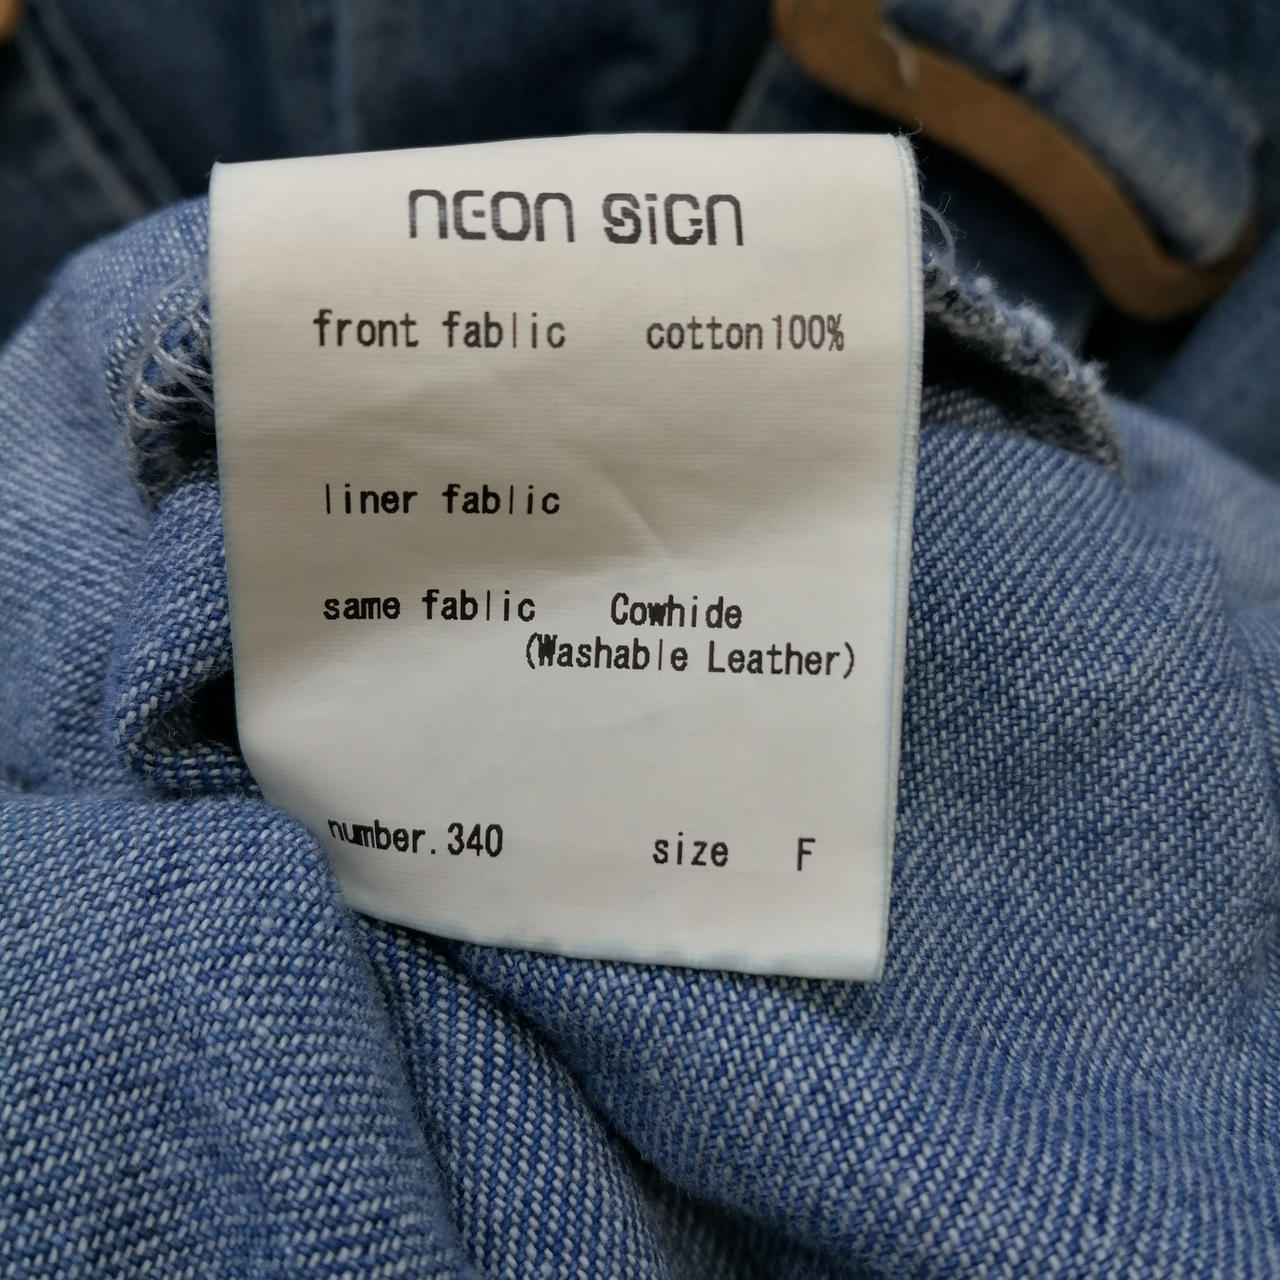 NEON SiGN
front fablic cotton100%
liner fablic
same fablic Cowhide
(Washable Leather)
number.340 size F